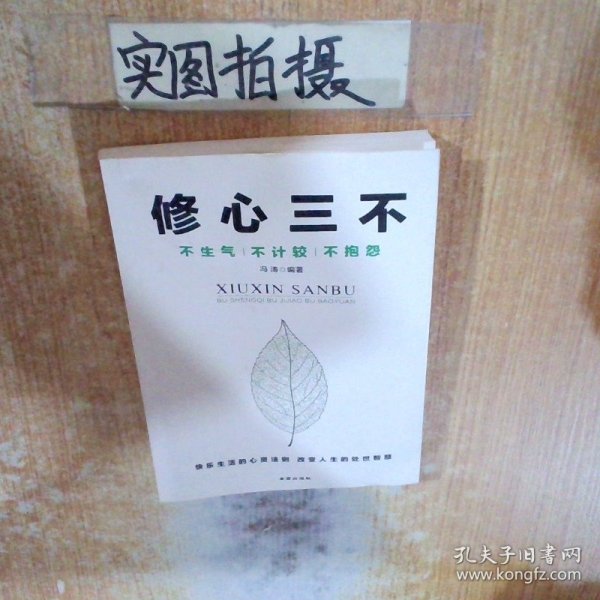 实图拍摄
修心三不
不生气 | 不计较 | 不抱怨
冯涛◎编著
XIUXIN SANBU
BU SHENGQI BU JIJIAO BU BAOYUAN
快乐生活的心灵法则 改变人生的处世智慧
孔夫子旧书网
www.kongfz.com